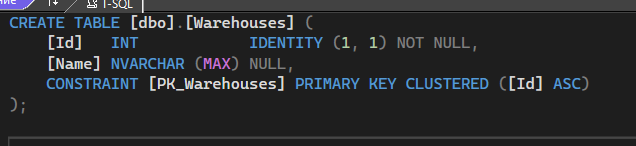 ние T-SQL
CREATE TABLE [dbo].[Warehouses] (
    [Id]   INT            IDENTITY (1, 1) NOT NULL,
    [Name] NVARCHAR (MAX) NULL,
    CONSTRAINT [PK_Warehouses] PRIMARY KEY CLUSTERED ([Id] ASC)
);